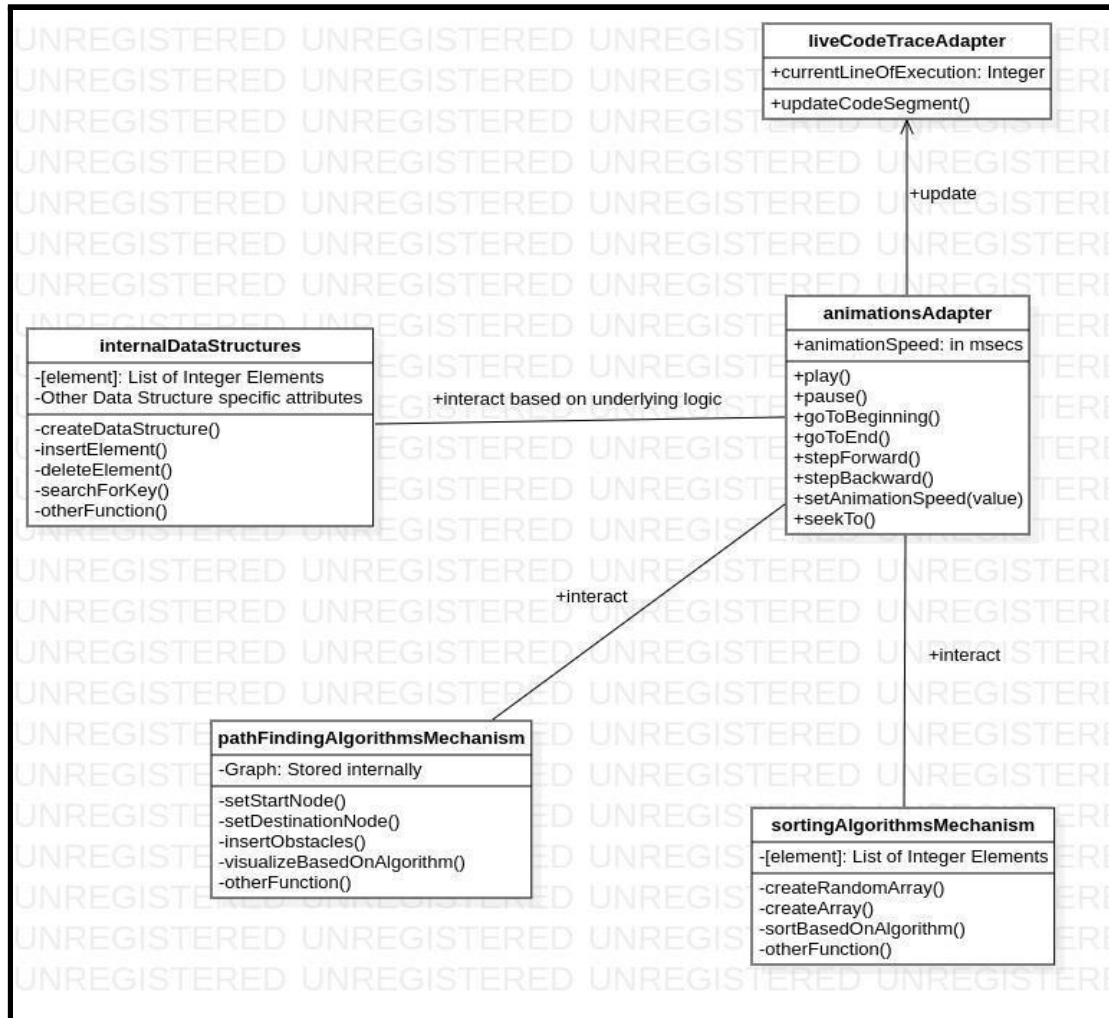 liveCodeTraceAdapter
+currentLineOfExecution: Integer
+updateCodeSegment()
+update
animationsAdapter
+animationSpeed: in msecs
+play()
+pause()
+goToBeginning()
+goToEnd()
+stepForward()
+stepBackward()
+setAnimationSpeed(value)
+seekTo()
internalDataStructures
-[element]: List of Integer Elements
-Other Data Structure specific attributes
-createDataStructure()
-insertElement()
-deleteElement()
-searchForKey()
-otherFunction()
+interact based on underlying logic
+interact
+interact
pathFindingAlgorithmsMechanism
-Graph: Stored internally
-setStartNode()
-setDestinationNode()
-insertObstacles()
-visualizeBasedOnAlgorithm()
-otherFunction()
sortingAlgorithmsMechanism
-[element]: List of Integer Elements
-createRandomArray()
-createArray()
-sortBasedOnAlgorithm()
-otherFunction()
UNREGISTERED UNREGISTERED UNREGISTERED